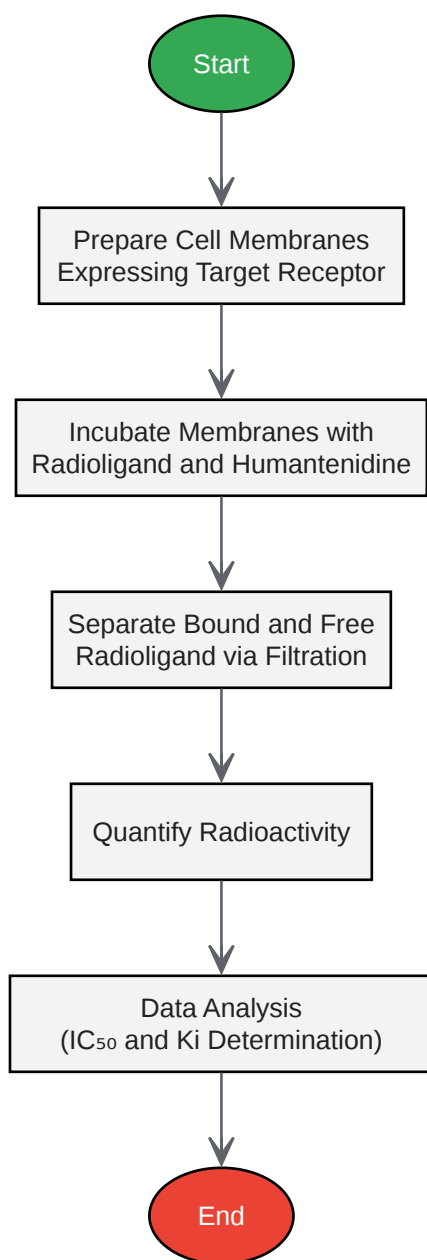 Start
Prepare Cell Membranes
Expressing Target Receptor
Incubate Membranes with
Radioligand and Humantenidine
Separate Bound and Free
Radioligand via Filtration
Quantify Radioactivity
Data Analysis
(IC₅₀ and Ki Determination)
End